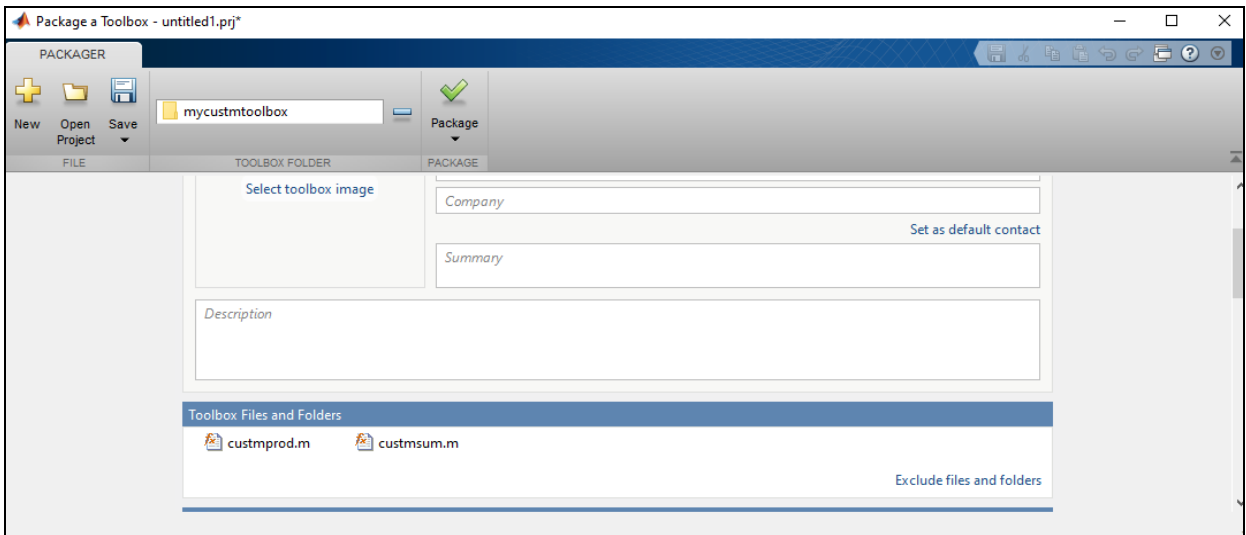 Package a Toolbox - untitled1.prj*
PACKAGER
mycustmtoolbox
New Open Project Save
Package
FILE TOOLBOX FOLDER PACKAGE
Select toolbox image
Company
Set as default contact
Summary
Description
Toolbox Files and Folders
custmprod.m custmsum.m
Exclude files and folders